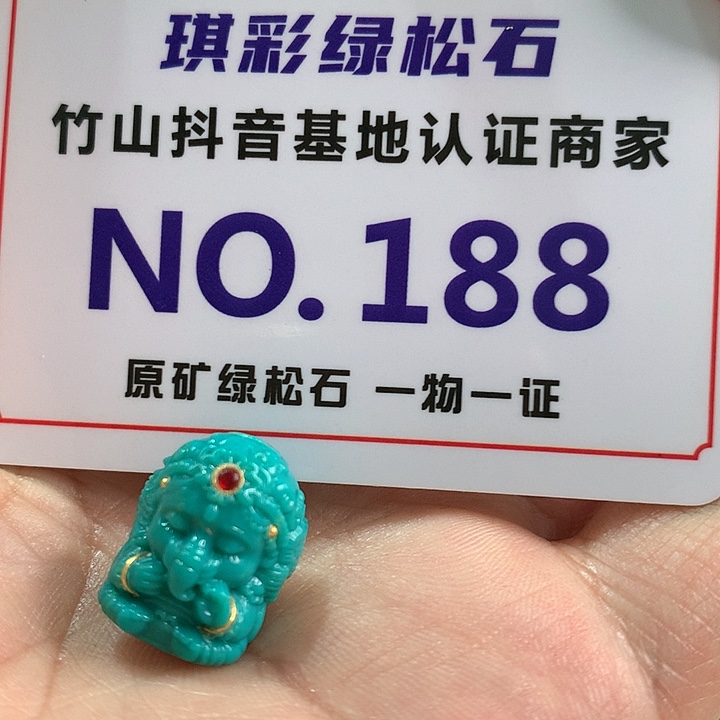 琪彩绿松石
竹山抖音基地认证商家
NO.188
原矿绿松石 一物一证